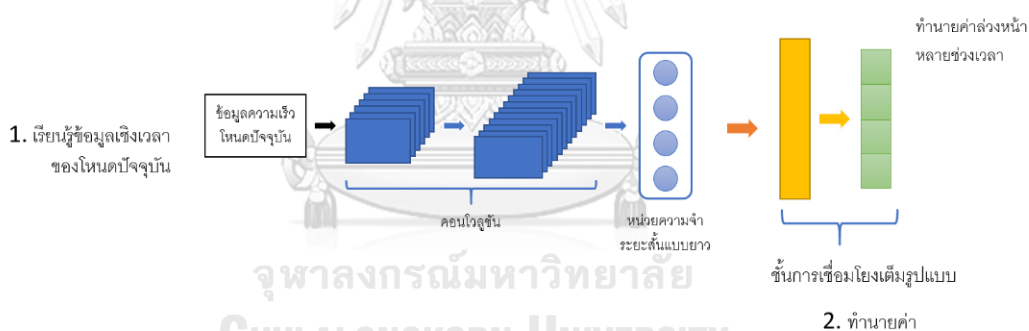 ทำนายค่าล่วงหน้า
หลายช่วงเวลา
1. เรียนรู้ข้อมูลเชิงเวลา
ของโหนดปัจจุบัน
ข้อมูลความเร็ว
โหนดปัจจุบัน
คอนโวลูชัน
หน่วยความจำ
ระยะสั้นแบบยาว
ชั้นการเชื่อมโยงเต็มรูปแบบ
2. ทำนายค่า
จุฬาลงกรณ์มหาวิทยาลัย
CHULALONGKORN UNIVERSITY